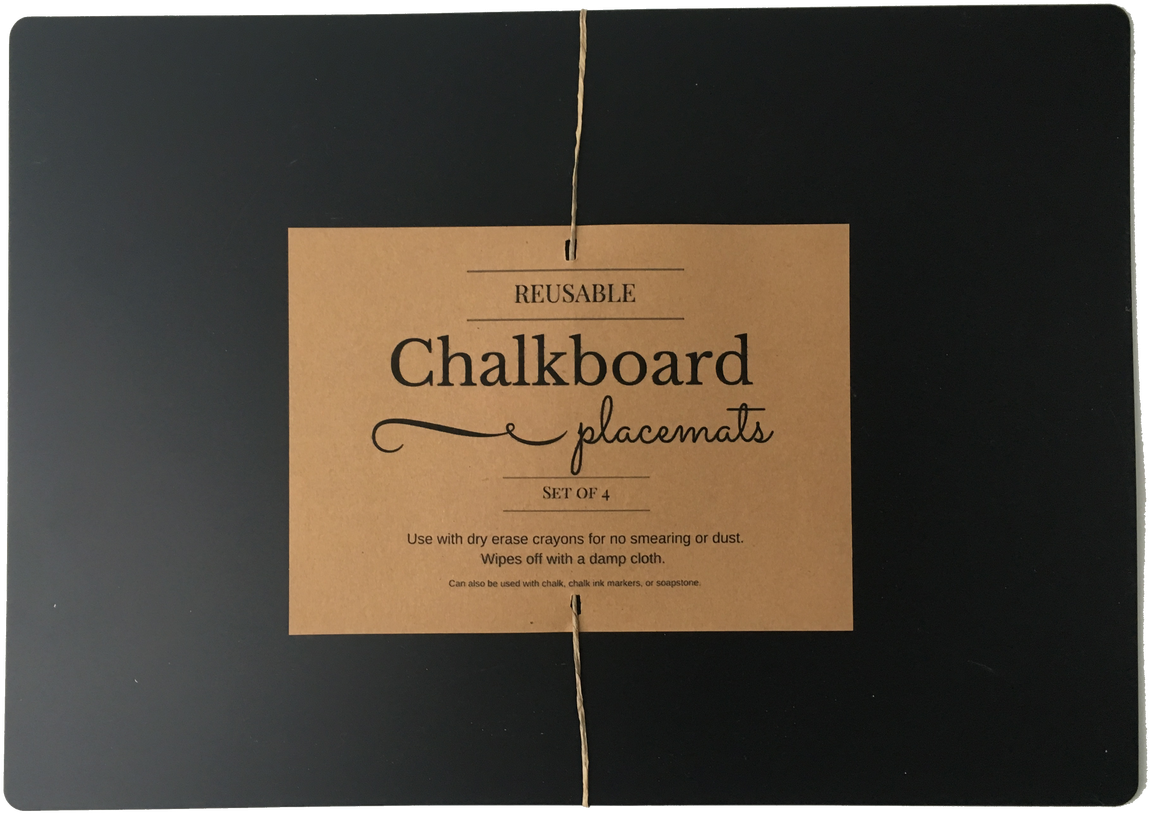 REUSABLE
Chalkboard
placemats
SET OF 4
Use with dry erase crayons for no smearing or dust.
Wipes off with a damp cloth.
Can also be used with chalk, chalk ink markers, or soapstone.